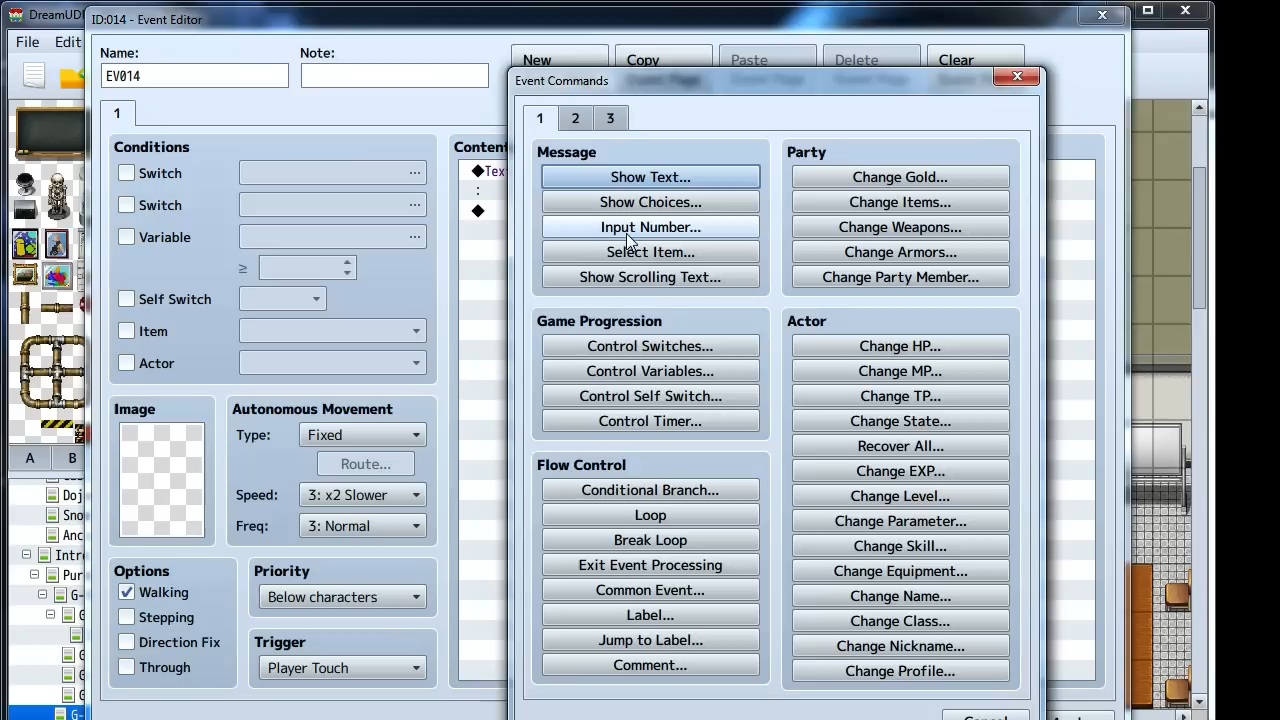 DreamUD
ID:014 - Event Editor
File Edit
Name:
Note:
EV014
New
Copy
Paste
Delete
Clear
Event Commands
1
1 2 3
Conditions
Switch ...
Switch ...
Variable ...
≥
Self Switch
Item
Actor
Image
Autonomous Movement
Type: Fixed
Route...
Speed: 3: x2 Slower
Freq: 3: Normal
Options
Walking
Stepping
Direction Fix
Through
Priority
Below characters
Trigger
Player Touch
Content
◆Tex
:
◆
Message
Show Text...
Show Choices...
Input Number...
Select Item...
Show Scrolling Text...
Game Progression
Control Switches...
Control Variables...
Control Self Switch...
Control Timer...
Flow Control
Conditional Branch...
Loop
Break Loop
Exit Event Processing
Common Event...
Label...
Jump to Label...
Comment...
Party
Change Gold...
Change Items...
Change Weapons...
Change Armors...
Change Party Member...
Actor
Change HP...
Change MP...
Change TP...
Change State...
Recover All...
Change EXP...
Change Level...
Change Parameter...
Change Skill...
Change Equipment...
Change Name...
Change Class...
Change Nickname...
Change Profile...
A B
Doj
Sno
Anc
Intr
Pur
G-
G
G
G
G
G-